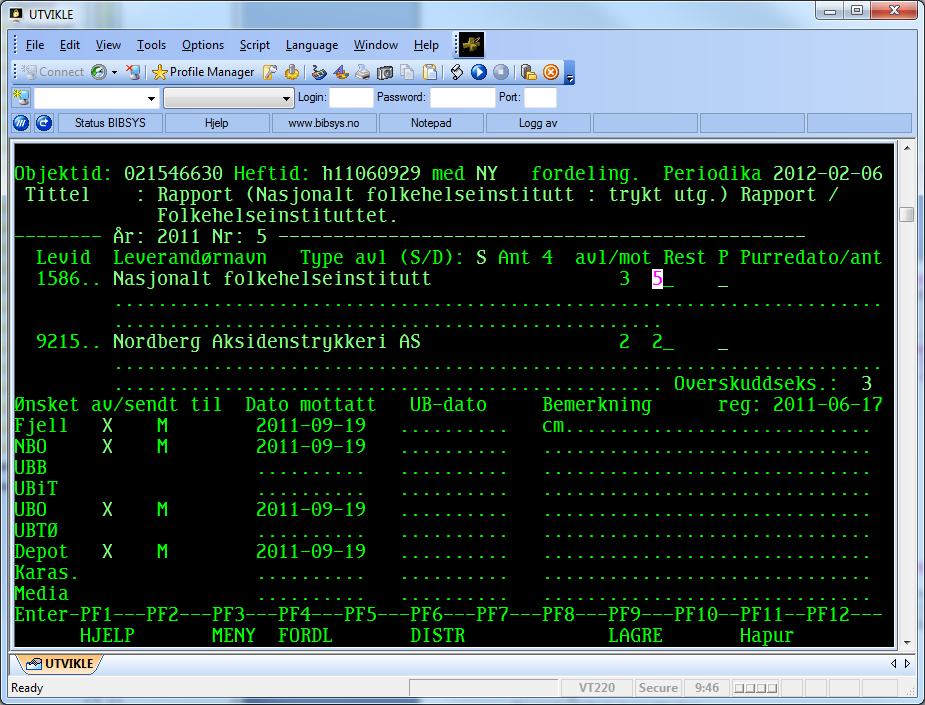 UTVIKLE
File Edit View Tools Options Script Language Window Help
Connect Profile Manager
Login: Password: Port:
Status BIBSYS Hjelp www.bibsys.no Notepad Logg av
Objektid: 021546630 Heftid: h11060929 med NY fordeling. Periodika 2012-02-06
Tittel : Rapport (Nasjonalt folkehelseinstitutt : trykt utg.) Rapport /
Folkehelseinstituttet.
-------- År: 2011 Nr: 5 ------------------------------------------------
Levid Leverandørnavn Type avl (S/D): S Ant 4 avl/mot Rest P Purredato/ant
1586.. Nasjonalt folkehelseinstitutt 3 5_ _
......................................................................
..................................................
9215.. Nordberg Aksidenstrykkeri AS 2 2_ _
......................................................................
.................................................. Overskuddseks.: 3
Ønsket av/sendt til Dato mottatt UB-dato Bemerkning reg: 2011-06-17
Fjell X M 2011-09-19 .......... cm............................
NBO X M 2011-09-19 .......... ..............................
UBB .......... .......... ..............................
UBiT .......... .......... ..............................
UBO X M 2011-09-19 .......... ..............................
UBTØ .......... .......... ..............................
Depot X M 2011-09-19 .......... ..............................
Karas. .......... .......... ..............................
Media .......... .......... ..............................
Enter-PF1---PF2---PF3---PF4---PF5---PF6---PF7---PF8---PF9---PF10--PF11--PF12---
HJELP MENY FORDL DISTR LAGRE Hapur
UTVIKLE
Ready VT220 Secure 9:46